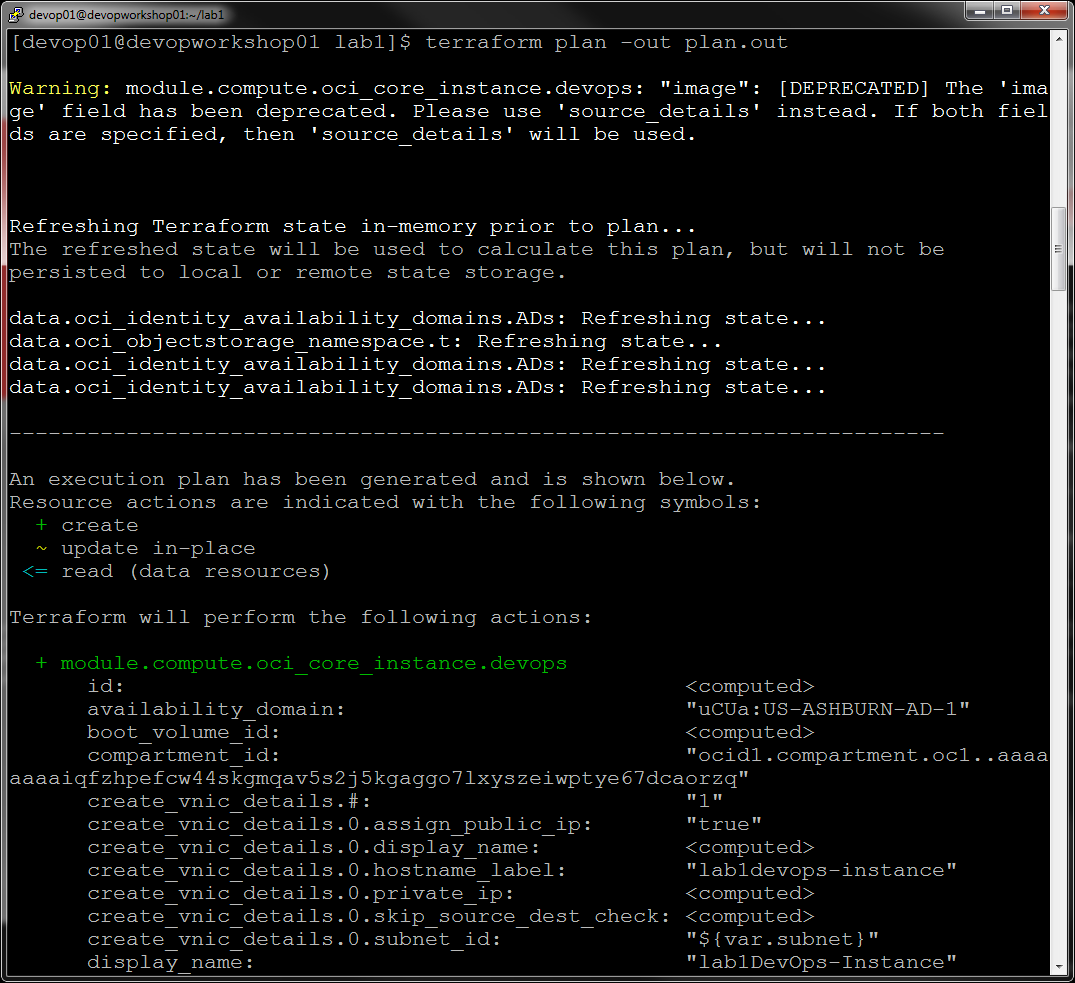 devop01@devopworkshop01:~/lab1
[devop01@devopworkshop01 lab1]$ terraform plan -out plan.out
Warning: module.compute.oci_core_instance.devops: "image": [DEPRECATED] The 'ima
ge' field has been deprecated. Please use 'source_details' instead. If both fiel
ds are specified, then 'source_details' will be used.
Refreshing Terraform state in-memory prior to plan...
The refreshed state will be used to calculate this plan, but will not be
persisted to local or remote state storage.
data.oci_identity_availability_domains.ADs: Refreshing state...
data.oci_objectstorage_namespace.t: Refreshing state...
data.oci_identity_availability_domains.ADs: Refreshing state...
data.oci_identity_availability_domains.ADs: Refreshing state...
------------------------------------------------------------------------
An execution plan has been generated and is shown below.
Resource actions are indicated with the following symbols:
  + create
  ~ update in-place
 <= read (data resources)
Terraform will perform the following actions:
  + module.compute.oci_core_instance.devops
      id:                                           <computed>
      availability_domain:                          "uCUa:US-ASHBURN-AD-1"
      boot_volume_id:                               <computed>
      compartment_id:                               "ocid1.compartment.oc1..aaaa
aaaaiqfzhpefcw44skgmqav5s2j5kgaggo7lxyszeiwptye67dcaorzq"
      create_vnic_details.#:                        "1"
      create_vnic_details.0.assign_public_ip:       "true"
      create_vnic_details.0.display_name:           <computed>
      create_vnic_details.0.hostname_label:         "lab1devops-instance"
      create_vnic_details.0.private_ip:             <computed>
      create_vnic_details.0.skip_source_dest_check: <computed>
      create_vnic_details.0.subnet_id:              "${var.subnet}"
      display_name:                                 "lab1DevOps-Instance"